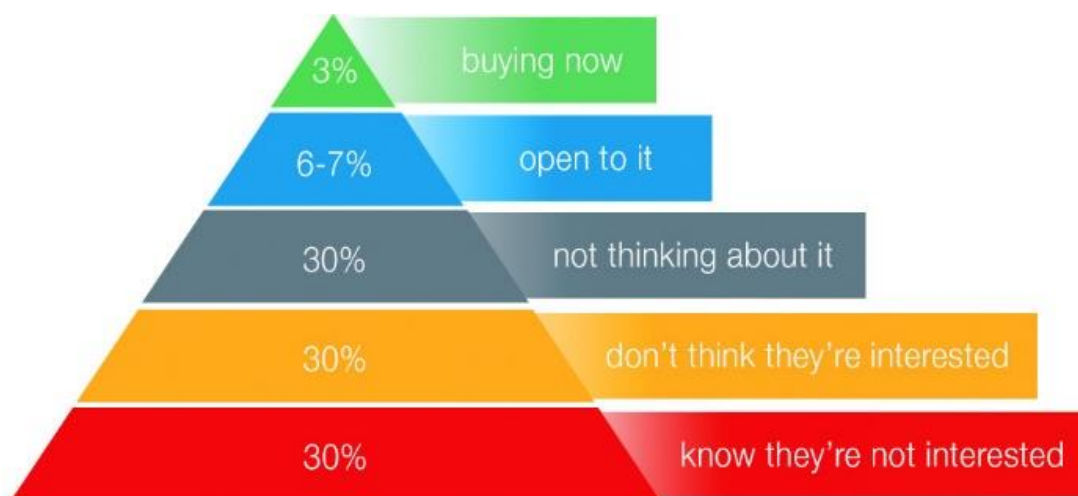 3% buying now
6-7% open to it
30% not thinking about it
30% don't think they're interested
30% know they're not interested